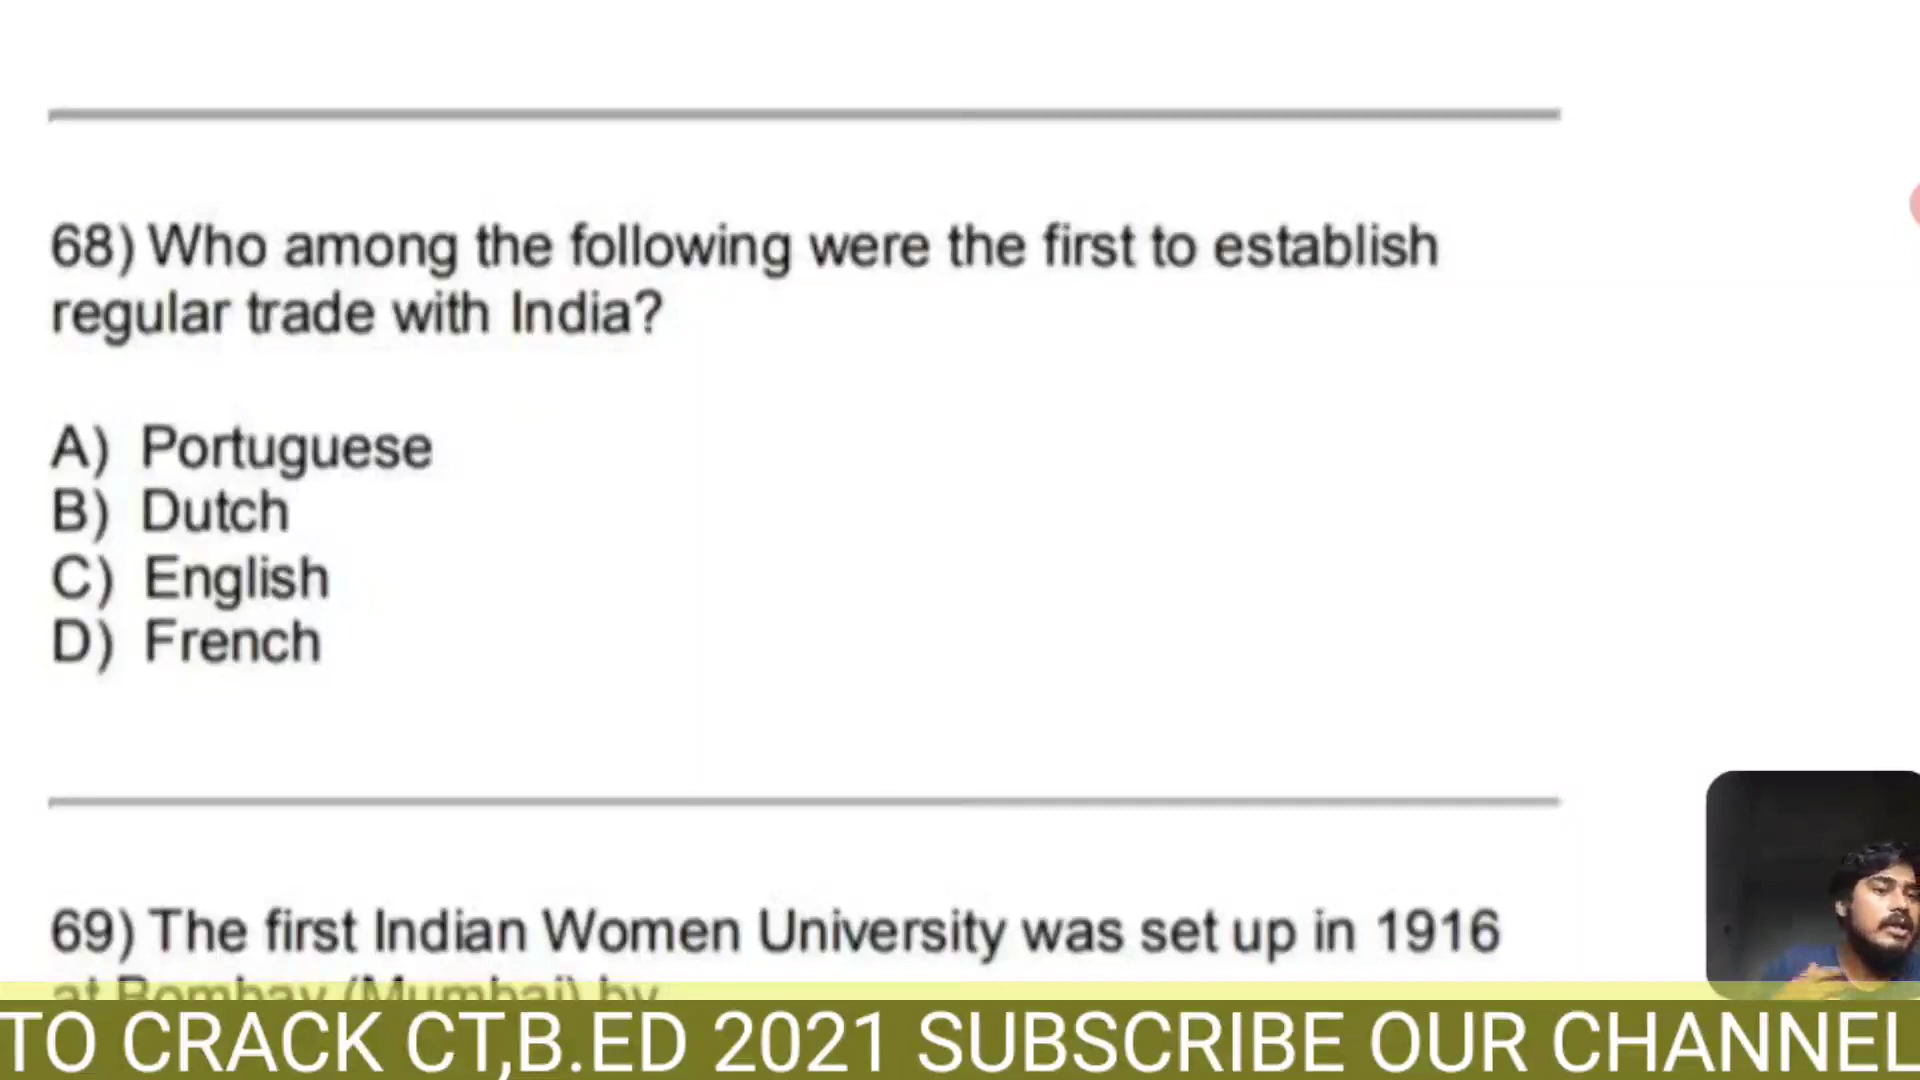 68) Who among the following were the first to establish
regular trade with India?
A) Portuguese
B) Dutch
C) English
D) French
69) The first Indian Women University was set up in 1916
at Bombay (Mumbai) by
TO CRACK CT,B.ED 2021 SUBSCRIBE OUR CHANNEL